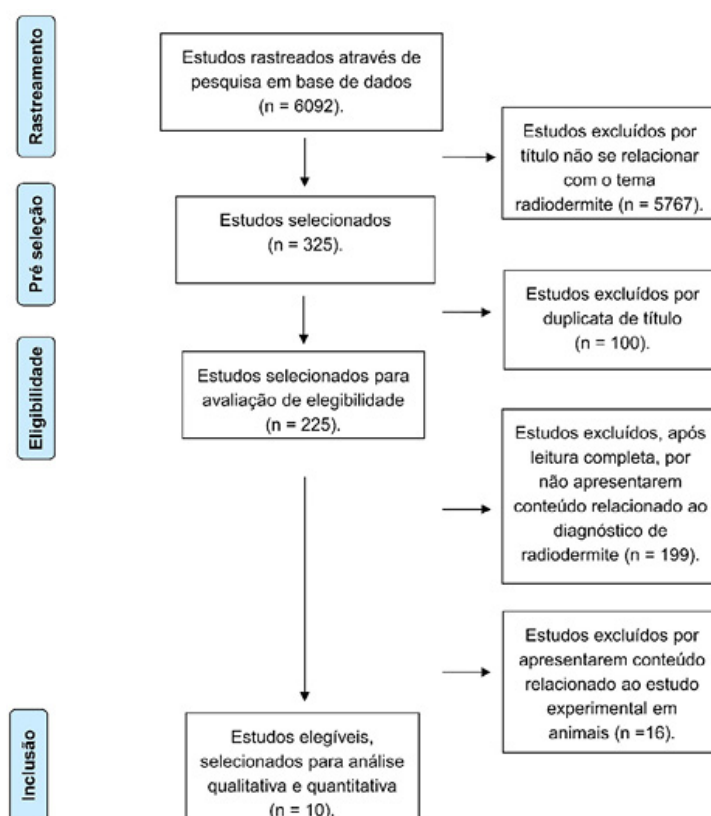 Rastreamento
Estudos rastreados através de
pesquisa em base de dados
(n = 6092).
Estudos excluídos por
título não se relacionar
com o tema
radiodermite (n = 5767).
Pré seleção
Estudos selecionados
(n = 325).
Estudos excluídos por
duplicata de título
(n = 100).
Eligibilidade
Estudos selecionados para
avaliação de elegibilidade
(n = 225).
Estudos excluídos, após
leitura completa, por
não apresentarem
conteúdo relacionado ao
diagnóstico de
radiodermite (n = 199).
Estudos excluídos por
apresentarem conteúdo
relacionado ao estudo
experimental em
animais (n =16).
Inclusão
Estudos elegíveis,
selecionados para análise
qualitativa e quantitativa
(n = 10).